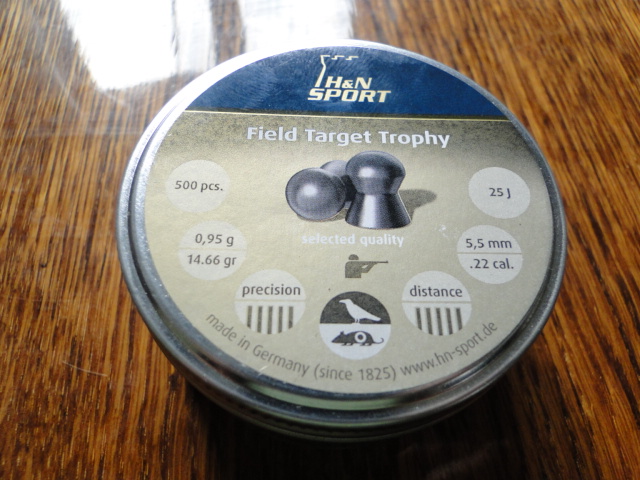 H&N
SPORT
Field Target Trophy
500 pcs.
25 J
selected quality
0,95 g
14.66 gr
5,5 mm
.22 cal.
precision
distance
made in Germany (since 1825) www.hn-sport.de